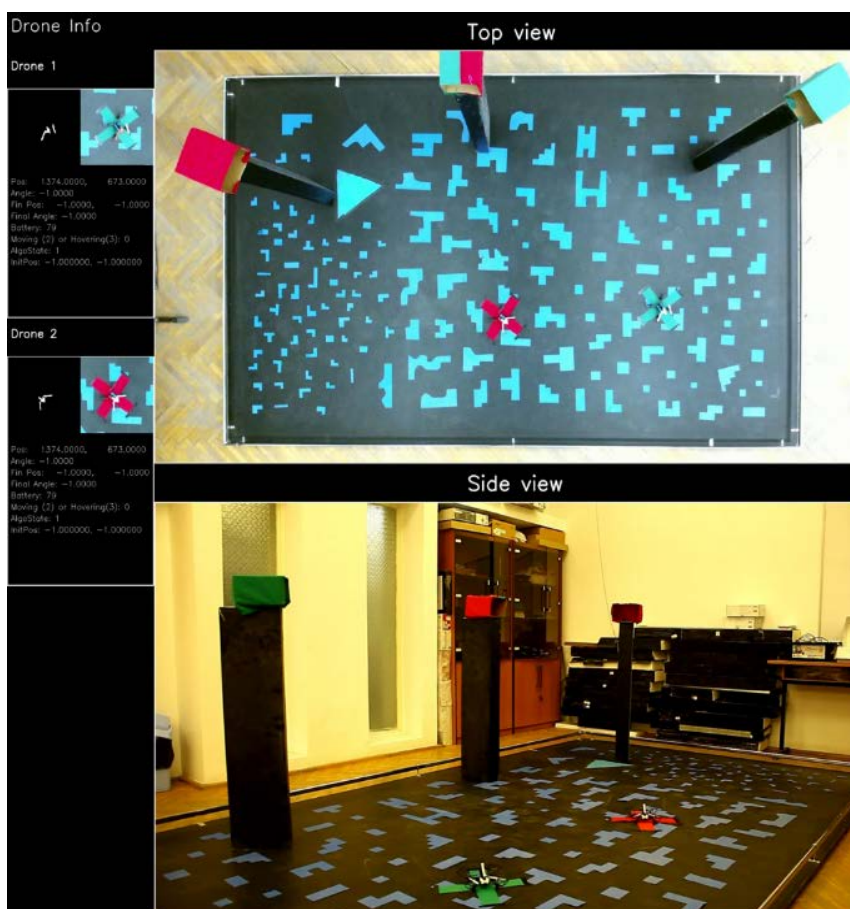 Drone Info
Top view
Drone 1
Pos: 1374.0000, 673.0000
Angle: -1.0000
Fin Pos: -1.0000, -1.0000
Final Angle: -1.0000
Battery: 79
Moving (2) or Hovering(3): 0
AlgoState: 1
InitPos: -1.000000, -1.000000
Drone 2
Pos: 1374.0000, 673.0000
Angle: -1.0000
Fin Pos: -1.0000, -1.0000
Final Angle: -1.0000
Battery: 79
Moving (2) or Hovering(3): 0
AlgoState: 1
InitPos: -1.000000, -1.000000
Side view